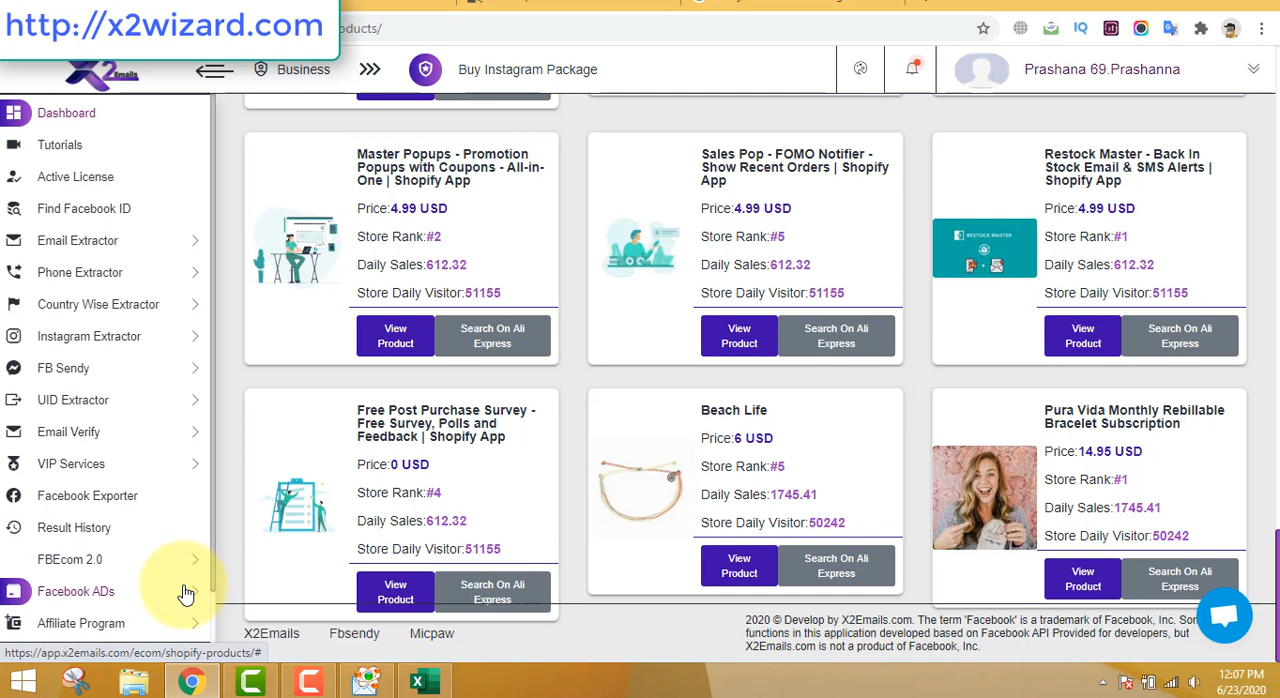 http://x2wizard.com
oducts/
X2Emails
Business
Buy Instagram Package
Prashana 69.Prashanna
Dashboard
Tutorials
Active License
Find Facebook ID
Email Extractor
Phone Extractor
Country Wise Extractor
Instagram Extractor
FB Sendy
UID Extractor
Email Verify
VIP Services
Facebook Exporter
Result History
FBEcom 2.0
Facebook ADs
Affiliate Program
Master Popups - Promotion
Popups with Coupons - All-in-
One | Shopify App
Price:4.99 USD
Store Rank:#2
Daily Sales:612.32
Store Daily Visitor:51155
View
Product
Search On Ali
Express
Sales Pop - FOMO Notifier -
Show Recent Orders | Shopify
App
Price:4.99 USD
Store Rank:#5
Daily Sales:612.32
Store Daily Visitor:51155
View
Product
Search On Ali
Express
RESTOCK MASTER
Restock Master - Back In
Stock Email & SMS Alerts |
Shopify App
Price:4.99 USD
Store Rank:#1
Daily Sales:612.32
Store Daily Visitor:51155
View
Product
Search On Ali
Express
Free Post Purchase Survey -
Free Survey, Polls and
Feedback | Shopify App
Price:0 USD
Store Rank:#4
Daily Sales:612.32
Store Daily Visitor:51155
View
Product
Search On Ali
Express
Beach Life
Price:6 USD
Store Rank:#5
Daily Sales:1745.41
Store Daily Visitor:50242
View
Product
Search On Ali
Express
Pura Vida Monthly Rebillable
Bracelet Subscription
Price:14.95 USD
Store Rank:#1
Daily Sales:1745.41
Store Daily Visitor:50242
View
Product
Search On Ali
Express
X2Emails
Fbsendy
Micpaw
2020 © Develop by X2Emails.com. The term 'Facebook' is a trademark of Facebook, Inc.
functions in this application developed based on Facebook API Provided for developers, but
X2Emails.com is not a product of Facebook, Inc.
https://app.x2emails.com/ecom/shopify-products/#
12:07 PM
6/23/2020